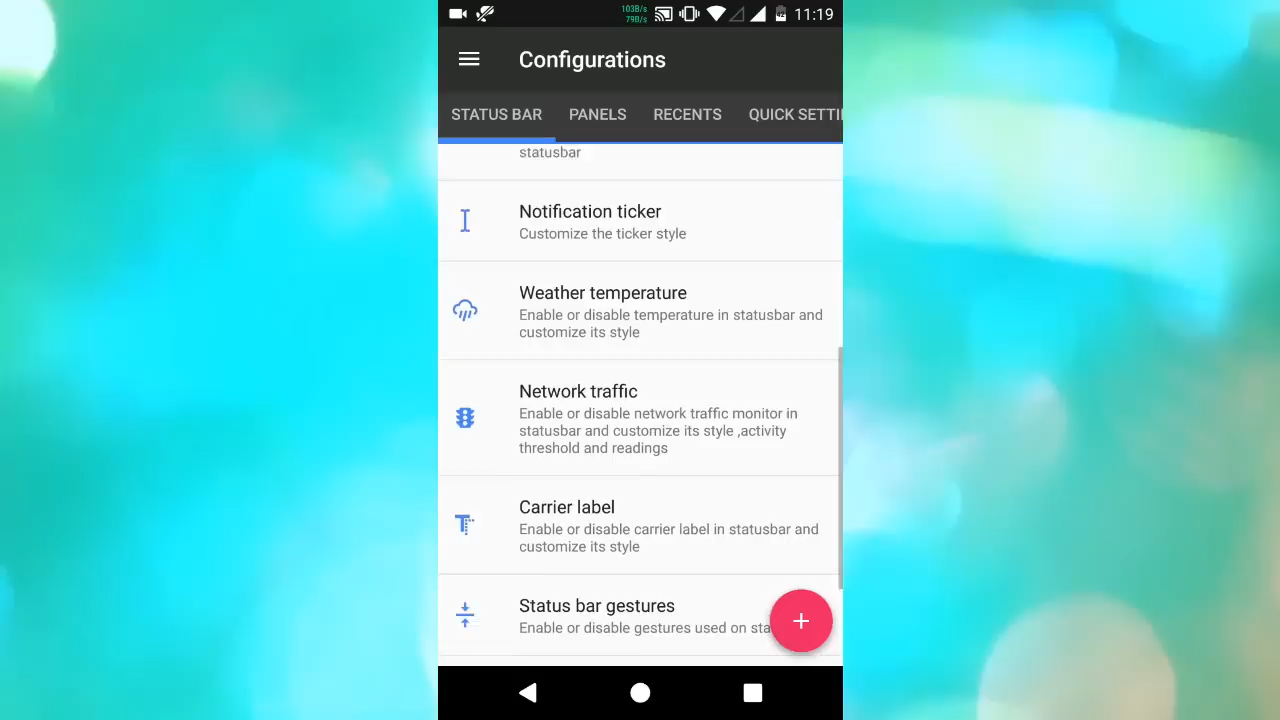 103B/s
79B/s
11:19
Configurations
STATUS BAR PANELS RECENTS QUICK SETTI
statusbar
Notification ticker
Customize the ticker style
Weather temperature
Enable or disable temperature in statusbar and
customize its style
Network traffic
Enable or disable network traffic monitor in
statusbar and customize its style ,activity
threshold and readings
Carrier label
Enable or disable carrier label in statusbar and
customize its style
Status bar gestures
Enable or disable gestures used on sta